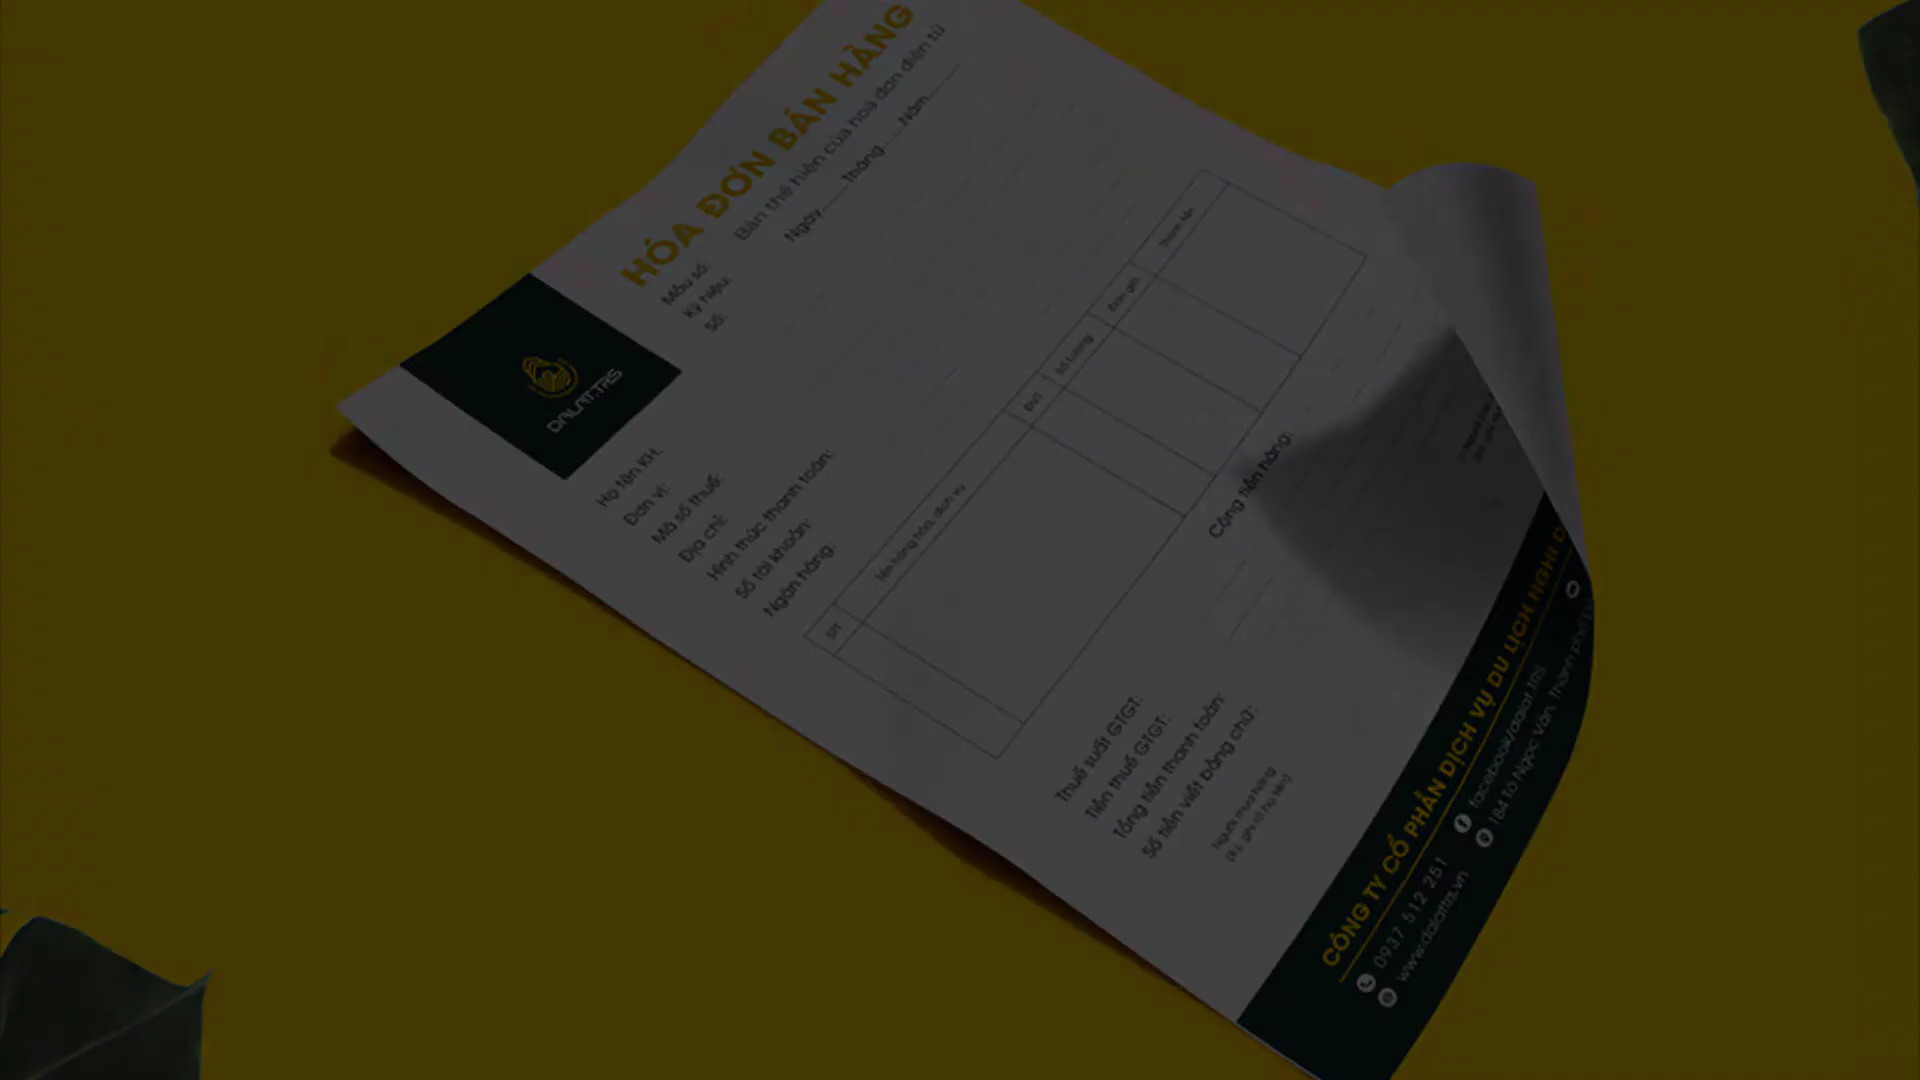 HÓA ĐƠN BÁN HÀNG
Bản thể hiện của hoá đơn điện tử
Ngày Tháng Năm
Mẫu số:
Ký hiệu:
Số:
DALAT.TRS
Họ tên KH:
Đơn vị:
Mã số thuế:
Địa chỉ:
Hình thức thanh toán:
Số tài khoản:
Ngân hàng:
Stt Tên hàng hóa, dịch vụ Đvt Số lượng Đơn giá Thành tiền
Cộng tiền hàng:
Thuế suất GTGT:
Tiền thuế GTGT:
Tổng tiền thanh toán:
Số tiền viết bằng chữ:
Người mua hàng
(Ký, ghi rõ họ tên)
CÔNG TY CỔ PHẦN DỊCH VỤ DU LỊCH NGHỈ D
0937 512 251 facebook/dalat.TRS
www.dalattrs.vn 184 Tô Ngọc Vân, Thành phố